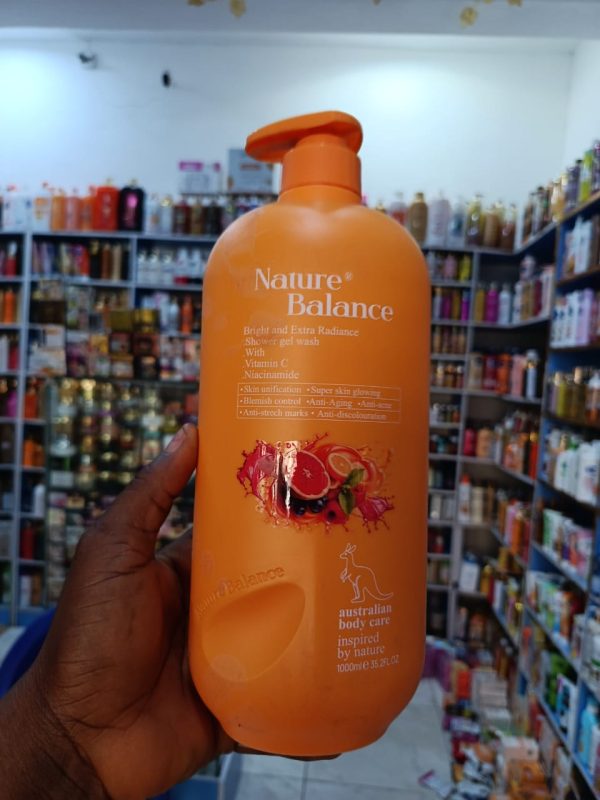 Nature®
Balance
Bright and Extra Radiance
.Shower gel wash
.With
.Vitamin C
.Niacinamide
•Skin unification •Super skin glowing
•Blemish control •Anti-Aging •Anti-acne
•Anti-strech marks • Anti-discolouration
Nature Balance
australian
body care
inspired
by nature
1000ml e 35.2FL.OZ